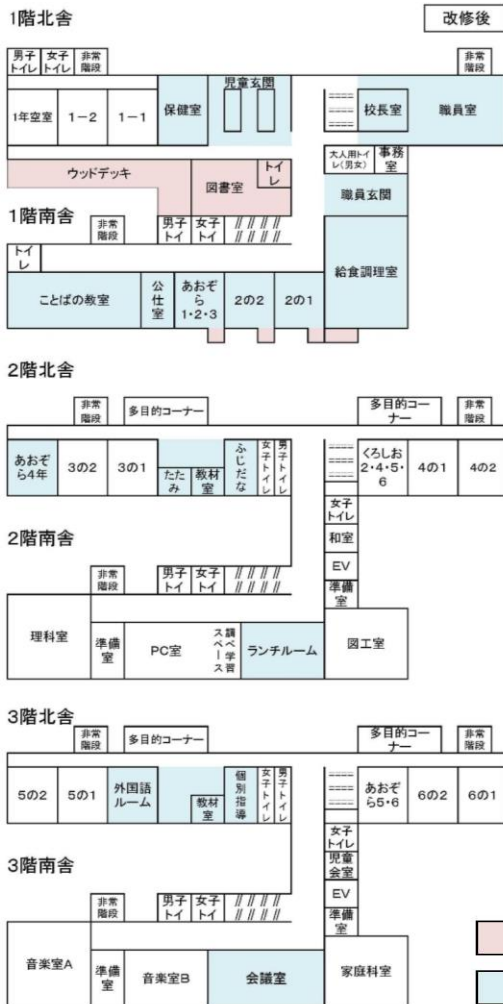 1階北舎
改修後
男子トイレ
女子トイレ
非常階段
児童玄関
非常階段
1年空室
1－2
1－1
保健室
校長室
職員室
ウッドデッキ
図書室
トイレ
大人用トイレ(男女)
事務室
職員玄関
1階南舎
非常階段
男子トイ
女子トイ
トイレ
ことばの教室
公仕室
あおぞら1・2・3
2の2
2の1
給食調理室
2階北舎
非常階段
多目的コーナー
多目的コーナー
非常階段
あおぞら4年
3の2
3の1
たたみ
教材室
ふじだな
女子トイレ
男子トイレ
くろしお2・4・5・6
4の1
4の2
女子トイレ
和室
EV
準備室
2階南舎
非常階段
男子トイ
女子トイ
理科室
準備室
PC室
調べ学習スペース
ランチルーム
図工室
3階北舎
非常階段
多目的コーナー
多目的コーナー
非常階段
5の2
5の1
外国語ルーム
教材室
個別指導
女子トイレ
男子トイレ
あおぞら5・6
6の2
6の1
女子トイレ
児童会室
EV
準備室
3階南舎
非常階段
男子トイ
女子トイ
音楽室A
準備室
音楽室B
会議室
家庭科室